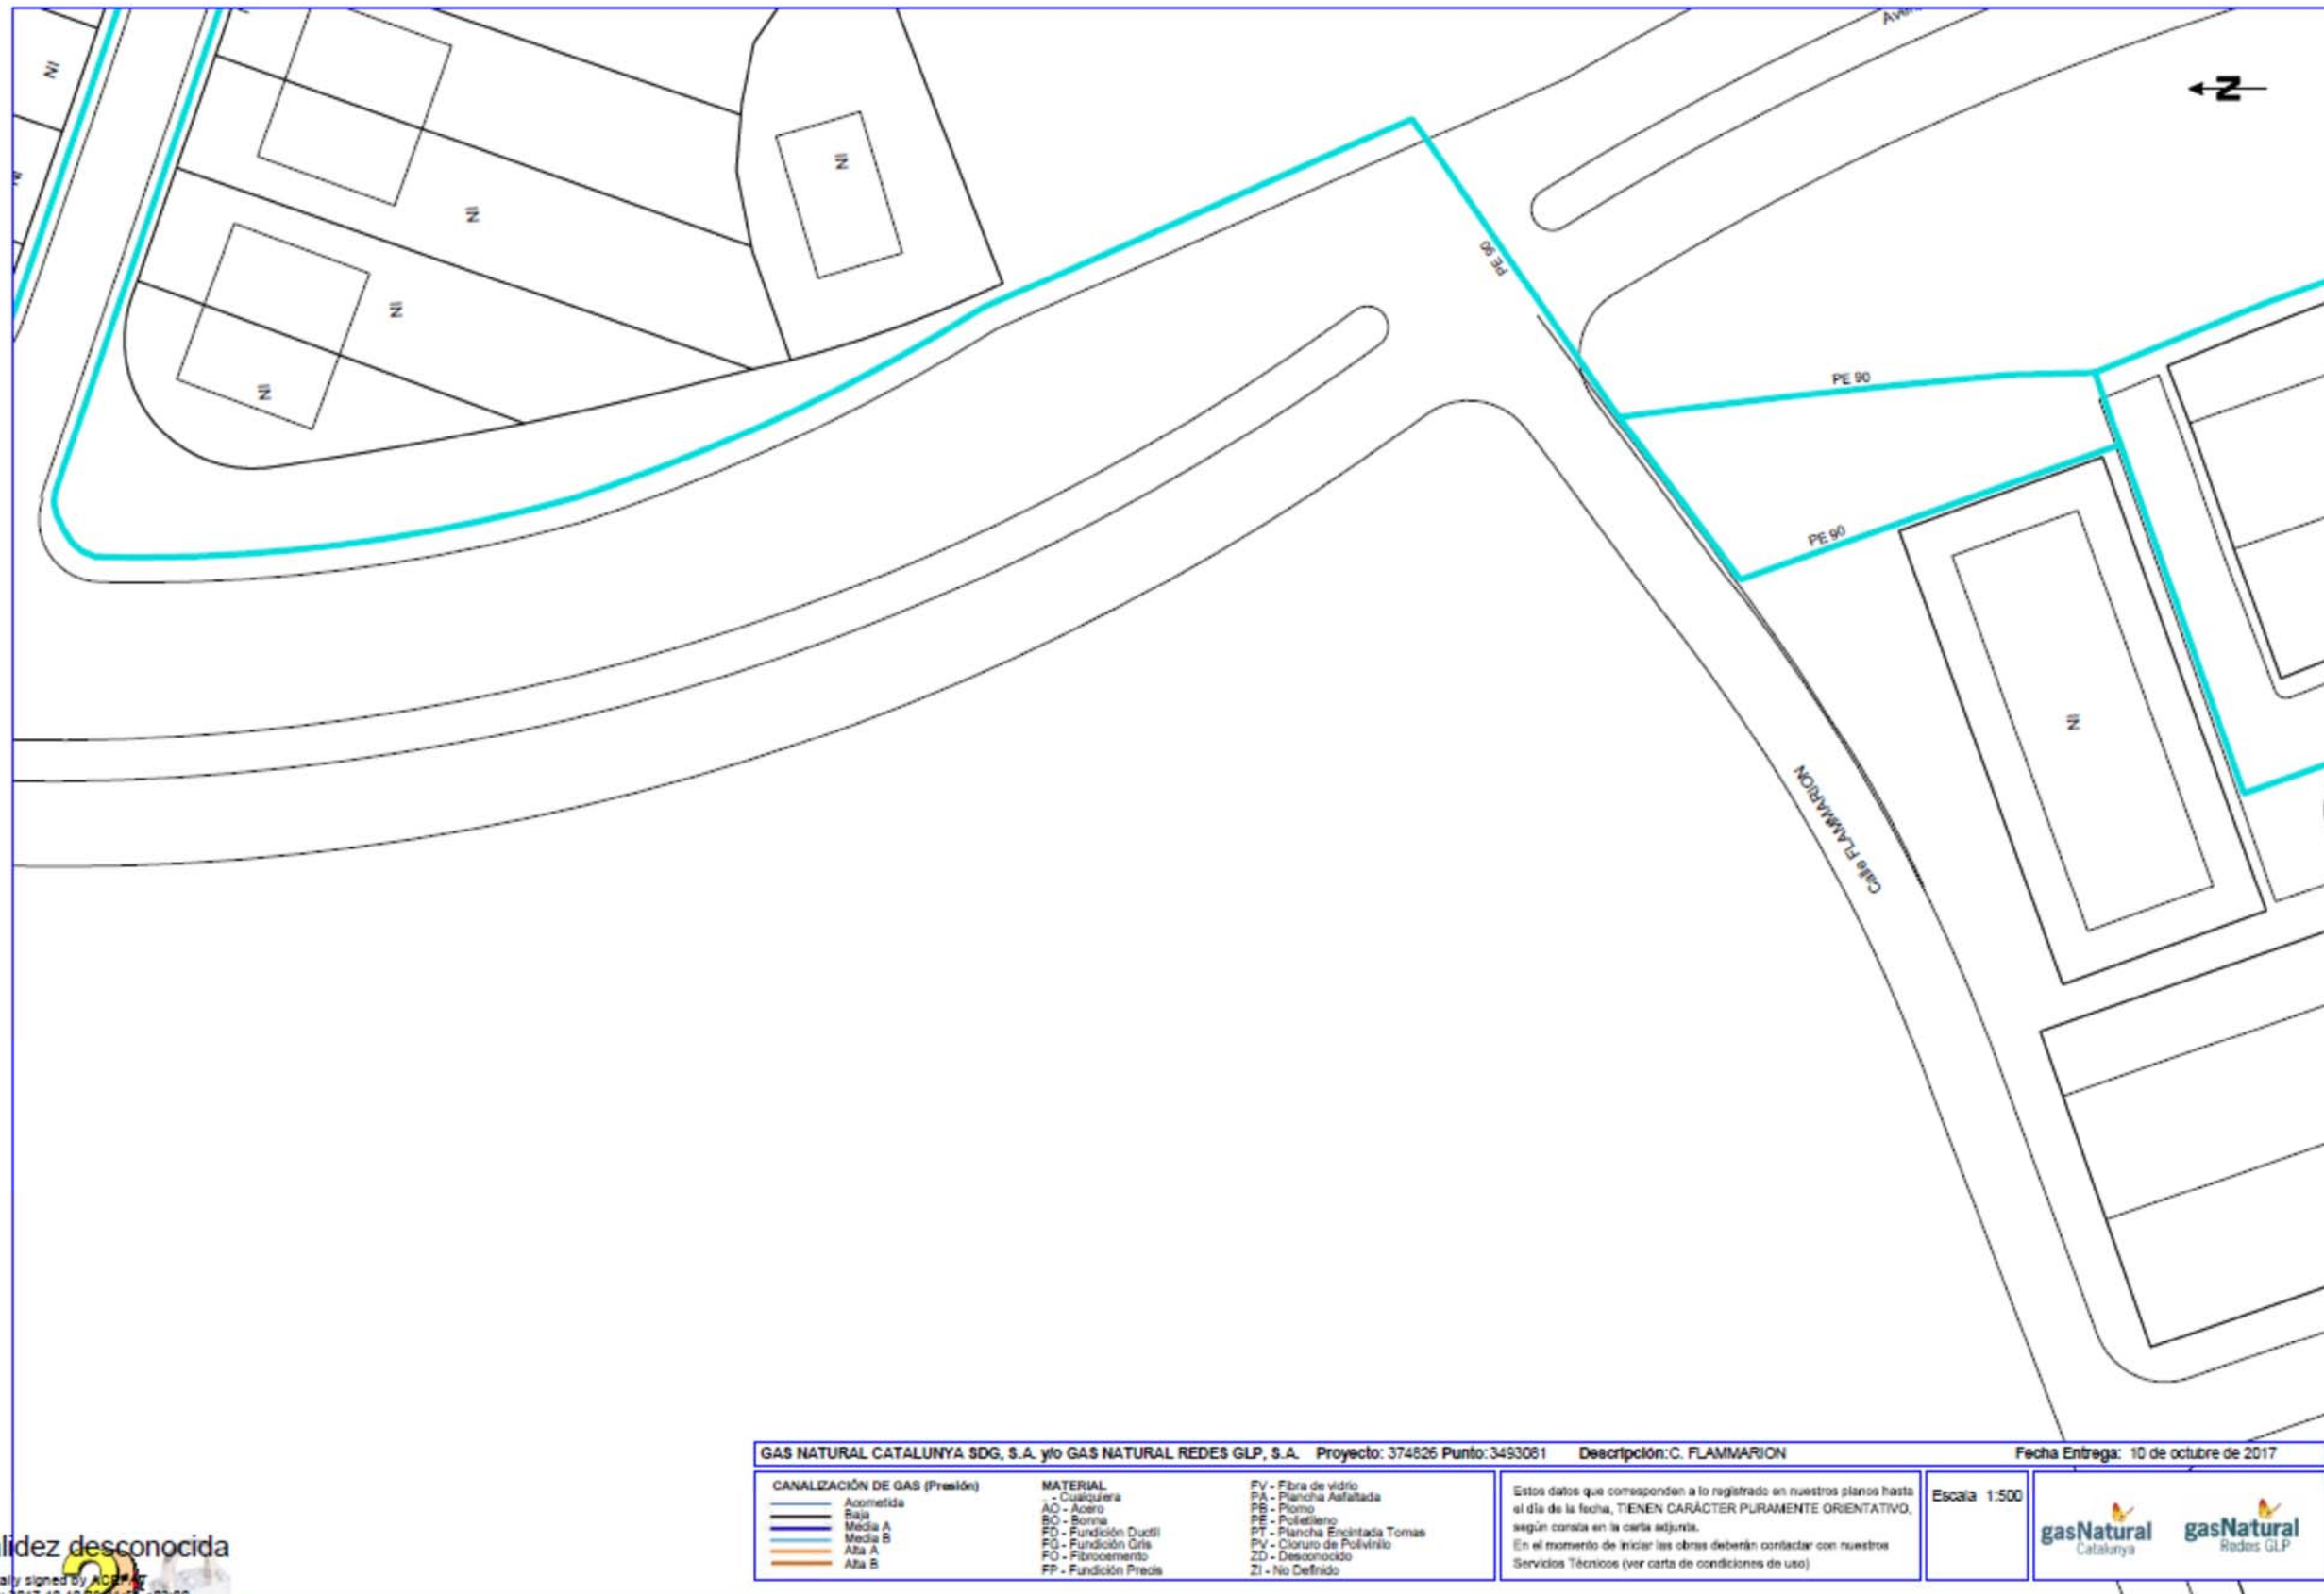 NI
NI
NI
NI
NI
PE 90
PE 90
PE 90
N
NI
Calle FLAMMARION
GAS NATURAL CATALUNYA SDG, S.A. y/o GAS NATURAL REDES GLP, S.A. Proyecto: 374826 Punto:3493081 Descripción:C. FLAMMARION Fecha Entrega: 10 de octubre de 2017
CANALIZACIÓN DE GAS (Presión)
Acometida
Baja
Media A
Media B
Alta A
Alta B
MATERIAL
. - Cualquiera
AO - Acero
BO - Bonna
FD - Fundición Ductil
FG - Fundición Gris
FO - Fibrocemento
FP - Fundición Precis
FV - Fibra de vidrio
PA - Plancha Asfaltada
PB - Plomo
PE - Polietileno
PT - Plancha Encintada Tomas
PV - Cloruro de Polivinilo
ZD - Desconocido
ZI - No Definido
Estos datos que corresponden a lo registrado en nuestros planos hasta
el día de la fecha, TIENEN CARÁCTER PURAMENTE ORIENTATIVO,
según consta en la carta adjunta.
En el momento de iniciar las obras deberán contactar con nuestros
Servicios Técnicos (ver carta de condiciones de uso)
Escala 1:500
gasNatural
Catalunya
gasNatural
Redes GLP
lidez desconocida
ally signed by